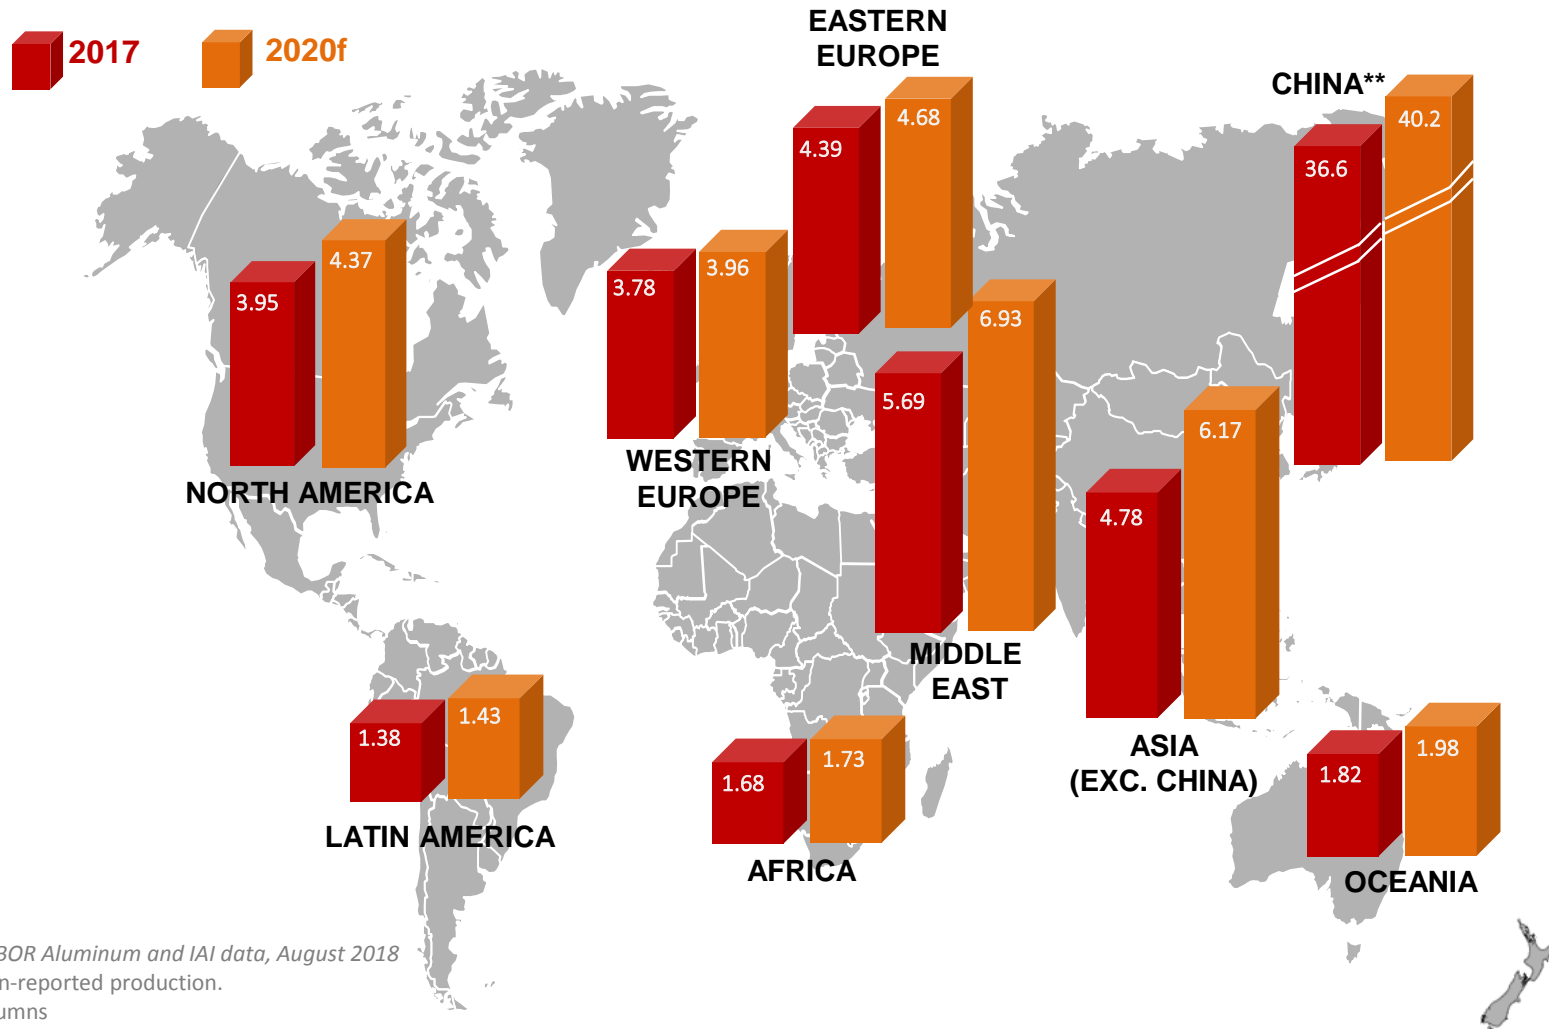 2017
2020f
EASTERN
EUROPE
4.39
4.68
CHINA**
36.6
40.2
3.95
4.37
NORTH AMERICA
3.78
3.96
WESTERN
EUROPE
5.69
6.93
MIDDLE
EAST
4.78
6.17
ASIA
(EXC. CHINA)
1.38
1.43
LATIN AMERICA
1.68
1.73
AFRICA
1.82
1.98
OCEANIA
BOR Aluminum and IAI data, August 2018
n-reported production.
umns